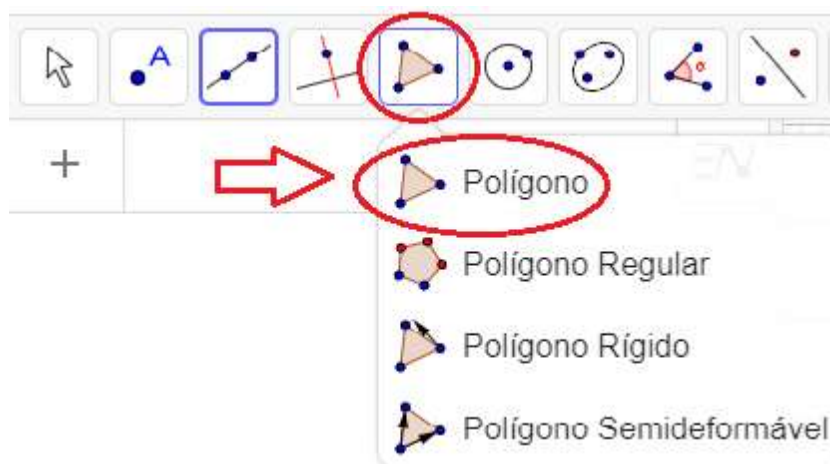 A
α
+
Polígono
Polígono Regular
Polígono Rígido
Polígono Semideformável